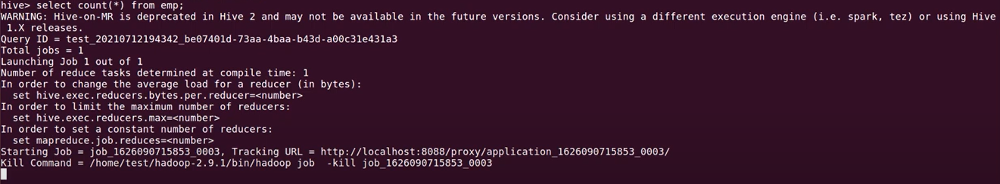 hive> select count(*) from emp;
WARNING: Hive-on-MR is deprecated in Hive 2 and may not be available in the future versions. Consider using a different execution engine (i.e. spark, tez) or using Hive
 1.X releases.
Query ID = test_20210712194342_be07401d-73aa-4baa-b43d-a00c31e431a3
Total jobs = 1
Launching Job 1 out of 1
Number of reduce tasks determined at compile time: 1
In order to change the average load for a reducer (in bytes):
  set hive.exec.reducers.bytes.per.reducer=<number>
In order to limit the maximum number of reducers:
  set hive.exec.reducers.max=<number>
In order to set a constant number of reducers:
  set mapreduce.job.reduces=<number>
Starting Job = job_1626090715853_0003, Tracking URL = http://localhost:8088/proxy/application_1626090715853_0003/
Kill Command = /home/test/hadoop-2.9.1/bin/hadoop job  -kill job_1626090715853_0003